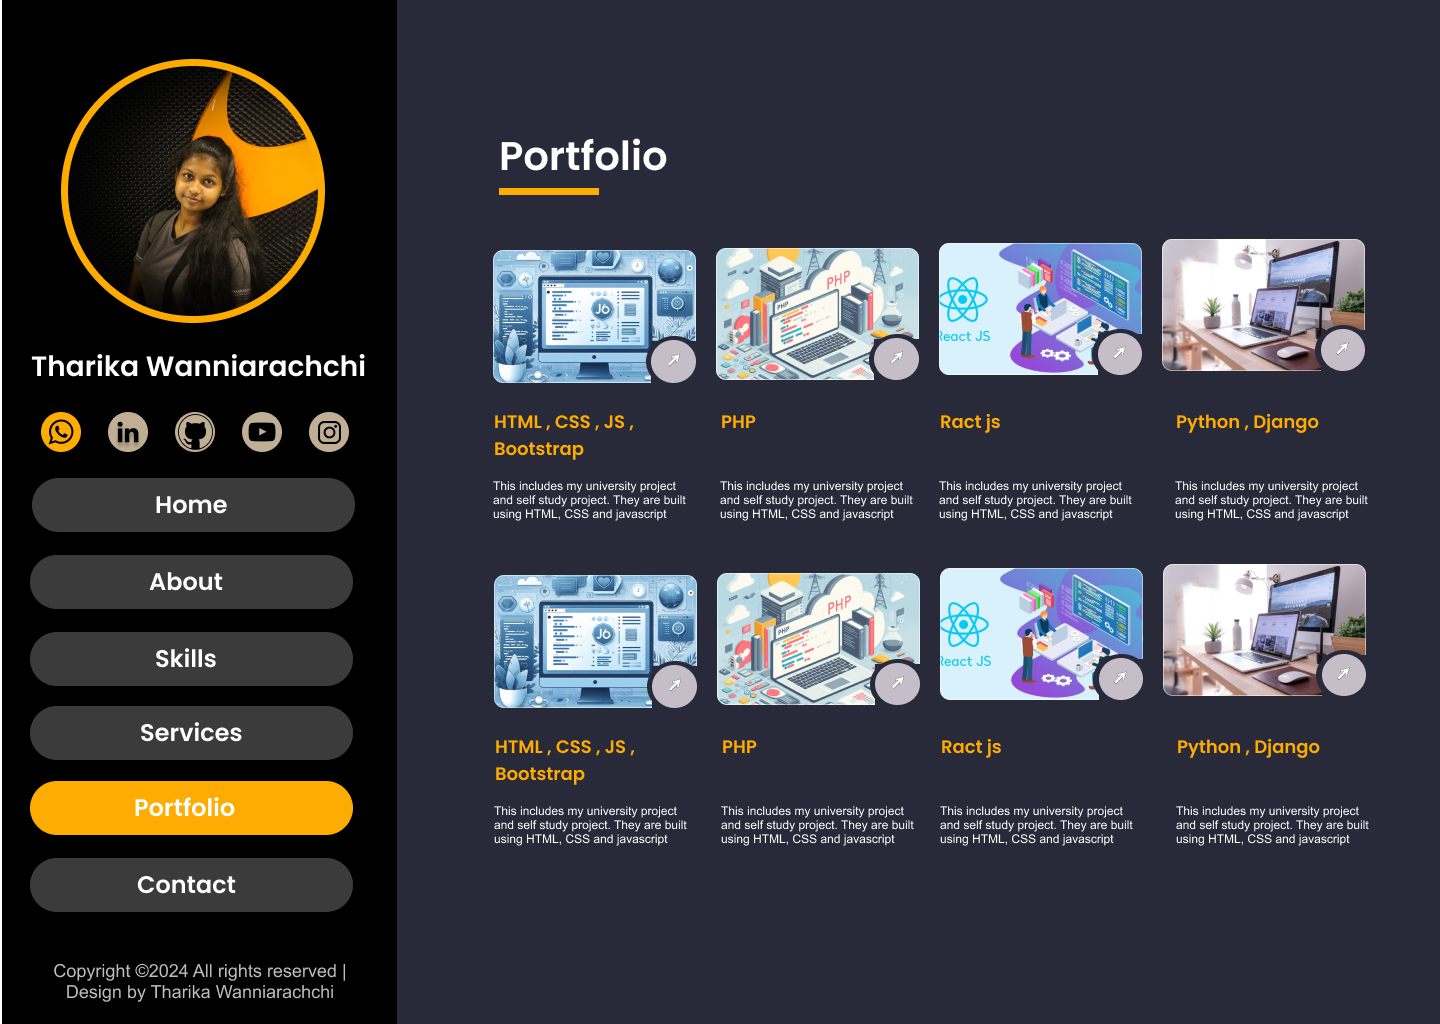 Tharika Wanniarachchi
Home
About
Skills
Services
Portfolio
Contact
Copyright ©2024 All rights reserved |
Design by Tharika Wanniarachchi
Portfolio
J6
PHP
PHP
React JS
HTML , CSS , JS ,
Bootstrap
PHP
Ract js
Python , Django
This includes my university project
and self study project. They are built
using HTML, CSS and javascript
This includes my university project
and self study project. They are built
using HTML, CSS and javascript
This includes my university project
and self study project. They are built
using HTML, CSS and javascript
This includes my university project
and self study project. They are built
using HTML, CSS and javascript
J6
PHP
PHP
React JS
HTML , CSS , JS ,
Bootstrap
PHP
Ract js
Python , Django
This includes my university project
and self study project. They are built
using HTML, CSS and javascript
This includes my university project
and self study project. They are built
using HTML, CSS and javascript
This includes my university project
and self study project. They are built
using HTML, CSS and javascript
This includes my university project
and self study project. They are built
using HTML, CSS and javascript